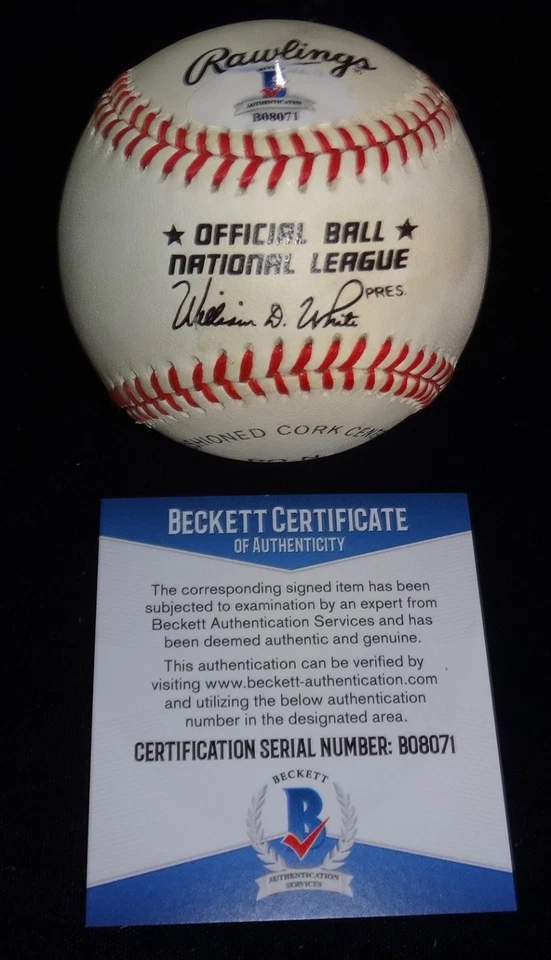 Rawlings
AUTHENTICATED
B08071
★ OFFICIAL BALL ★
NATIONAL LEAGUE
William D. White PRES.
HIONED CORK CEN
BECKETT CERTIFICATE
OF AUTHENTICITY
The corresponding signed item has been
subjected to examination by an expert from
Beckett Authentication Services and has
been deemed authentic and genuine.
This authentication can be verified by
visiting www.beckett-authentication.com
and utilizing the below authentication
number in the designated area.
CERTIFICATION SERIAL NUMBER: B08071
BECKETT
B
AUTHENTICATION
SERVICES